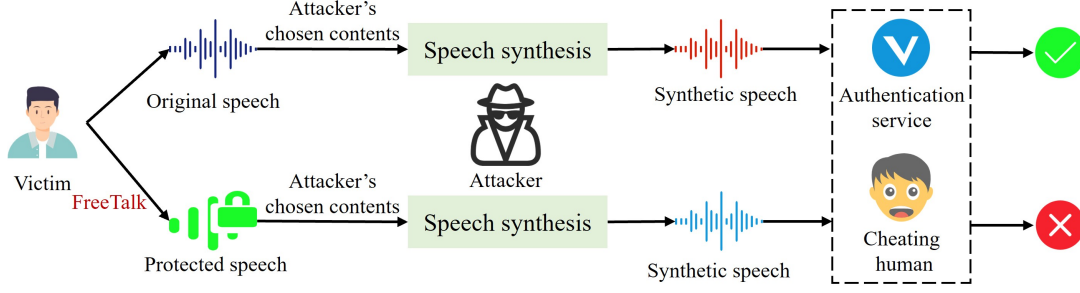 Attacker's
chosen contents
Speech synthesis
Original speech
Synthetic speech
Authentication
service
Victim
FreeTalk
Attacker
Attacker's
chosen contents
Speech synthesis
Protected speech
Synthetic speech
Cheating
human